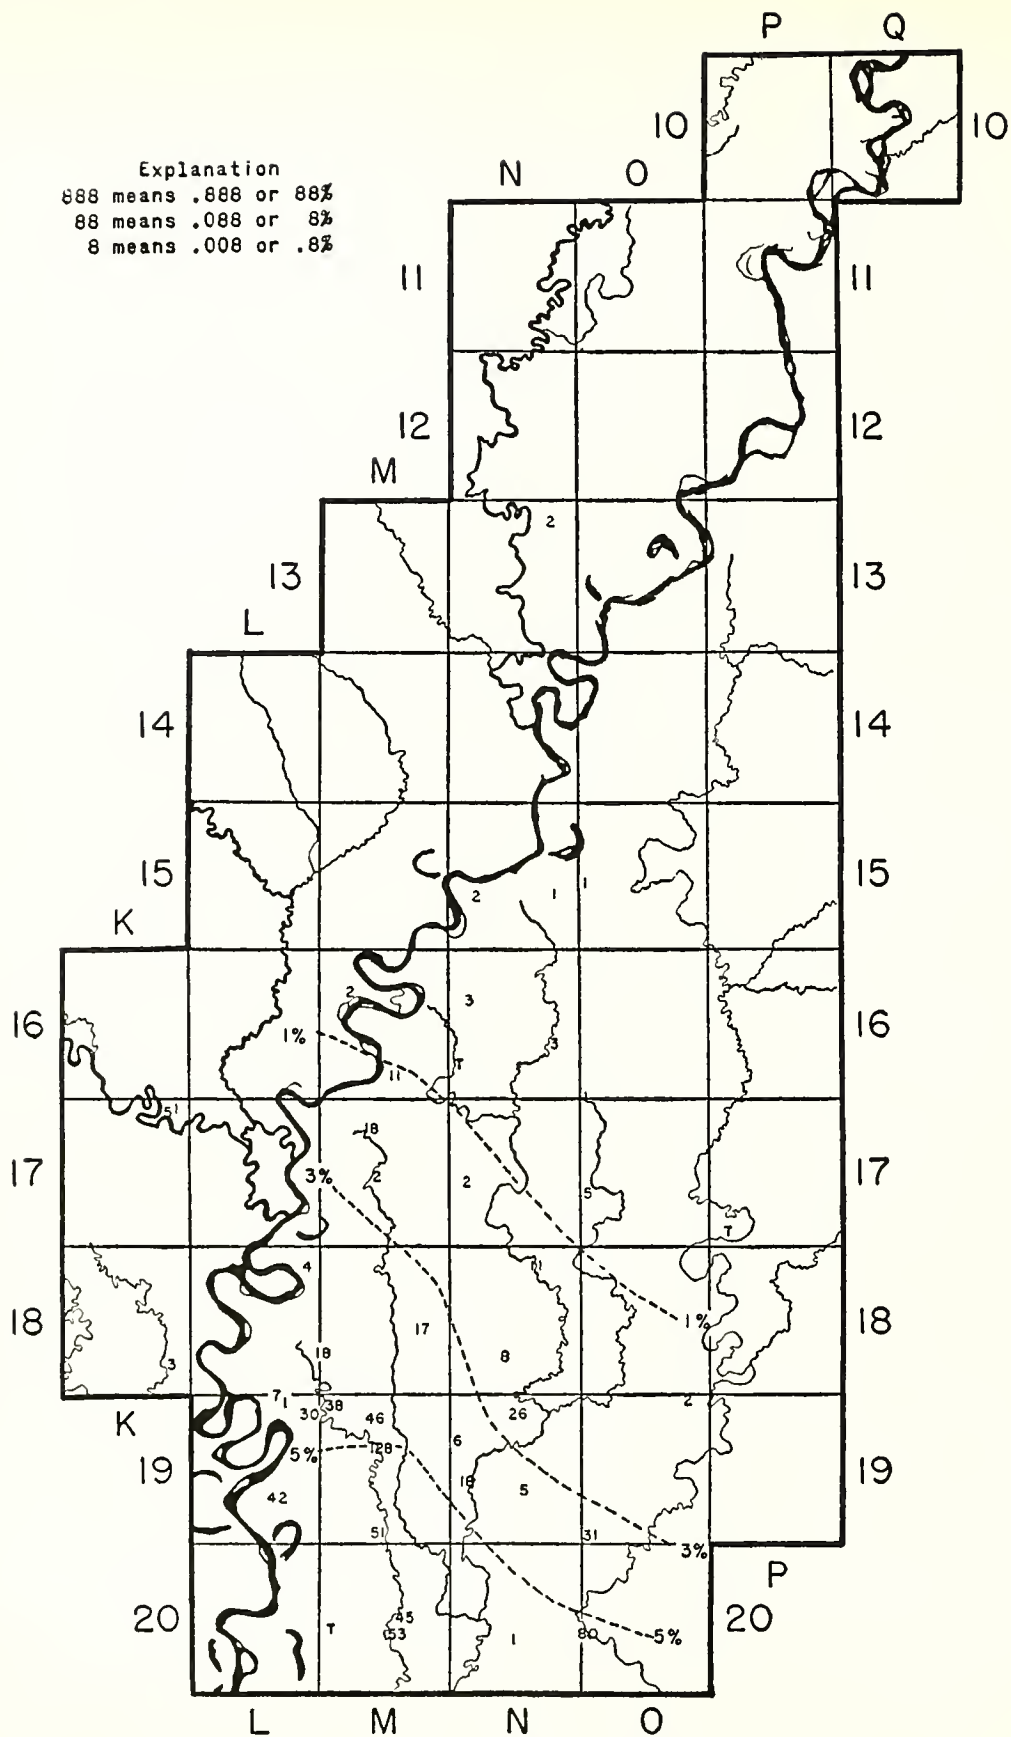 P Q
10 10
Explanation
888 means .888 or 88%
88 means .088 or 8%
8 means .008 or .8%
N O
11 11
12 12
M
2
13 13
L
14 14
15 15
2 1 1
K
2 3
16 16
1% 3
T
11
51
18
17 17
3% 2 2 5
T
4
21
18 17 1% 18
18 8
3
7 1 38 2
K 30 46 26
6
5% 128
19 18 5 19
42
51 31
3%
P
20 45 20
T 53 1 80 5%
L M N O